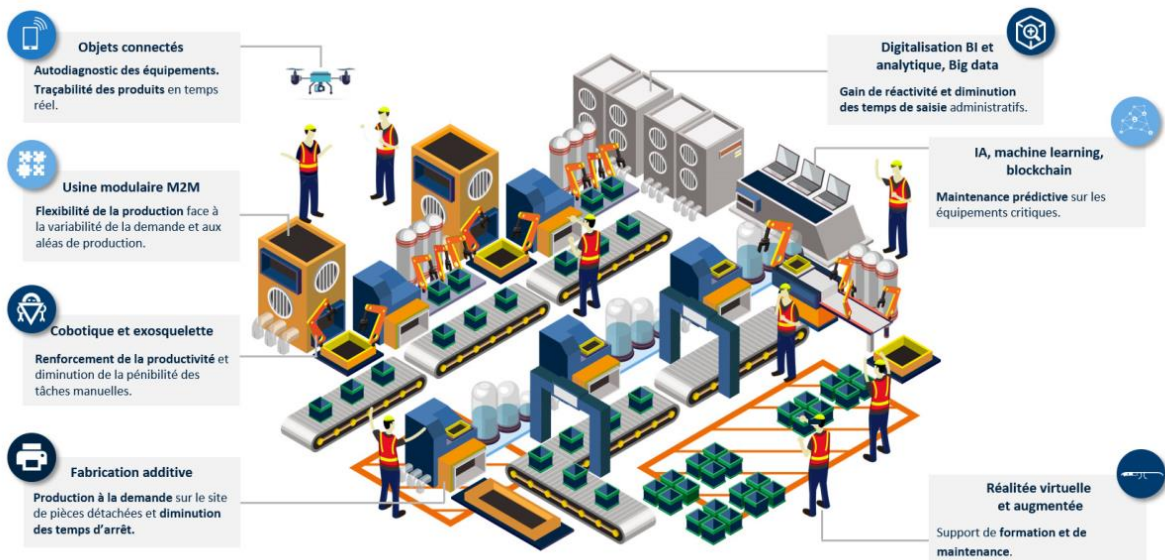 Objets connectés
Autodiagnostic des équipements.
Traçabilité des produits en temps
réel.
Usine modulaire M2M
Flexibilité de la production face à
la variabilité de la demande et aux
aléas de production.
Cobotique et exosquelette
Renforcement de la productivité et
diminution de la pénibilité des
tâches manuelles.
Fabrication additive
Production à la demande sur le site
de pièces détachées et diminution
des temps d'arrêt.
Digitalisation BI et
analytique, Big data
Gain de réactivité et diminution
des temps de saisie administratifs.
IA, machine learning,
blockchain
Maintenance prédictive sur les
équipements critiques.
Réalitée virtuelle
et augmentée
Support de formation et de
maintenance.